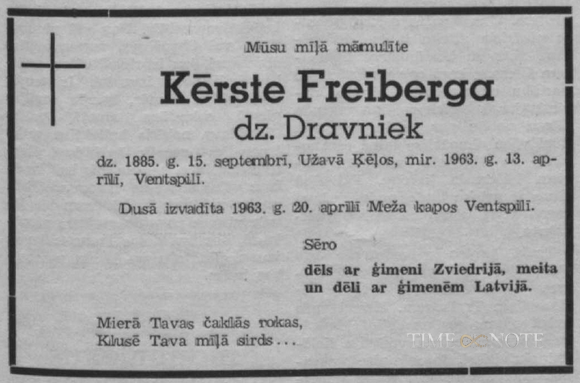 Mūsu mīļā māmulīte
Kērste Freiberga
dz. Dravniek
dz. 1885. g. 15. septembrī, Užavā Ķēļos, mir. 1963. g. 13. ap-
rīlī, Ventspilī.
Dusā izvadīta 1963. g. 20. aprīlī Meža kapos Ventspilī.
Sēro
dēls ar ģimeni Zviedrijā, meita
un dēli ar ģimenēm Latvijā.
Mierā Tavas čaklās rokas,
Klusē Tava mīļā sirds . . .
TIME NOTE